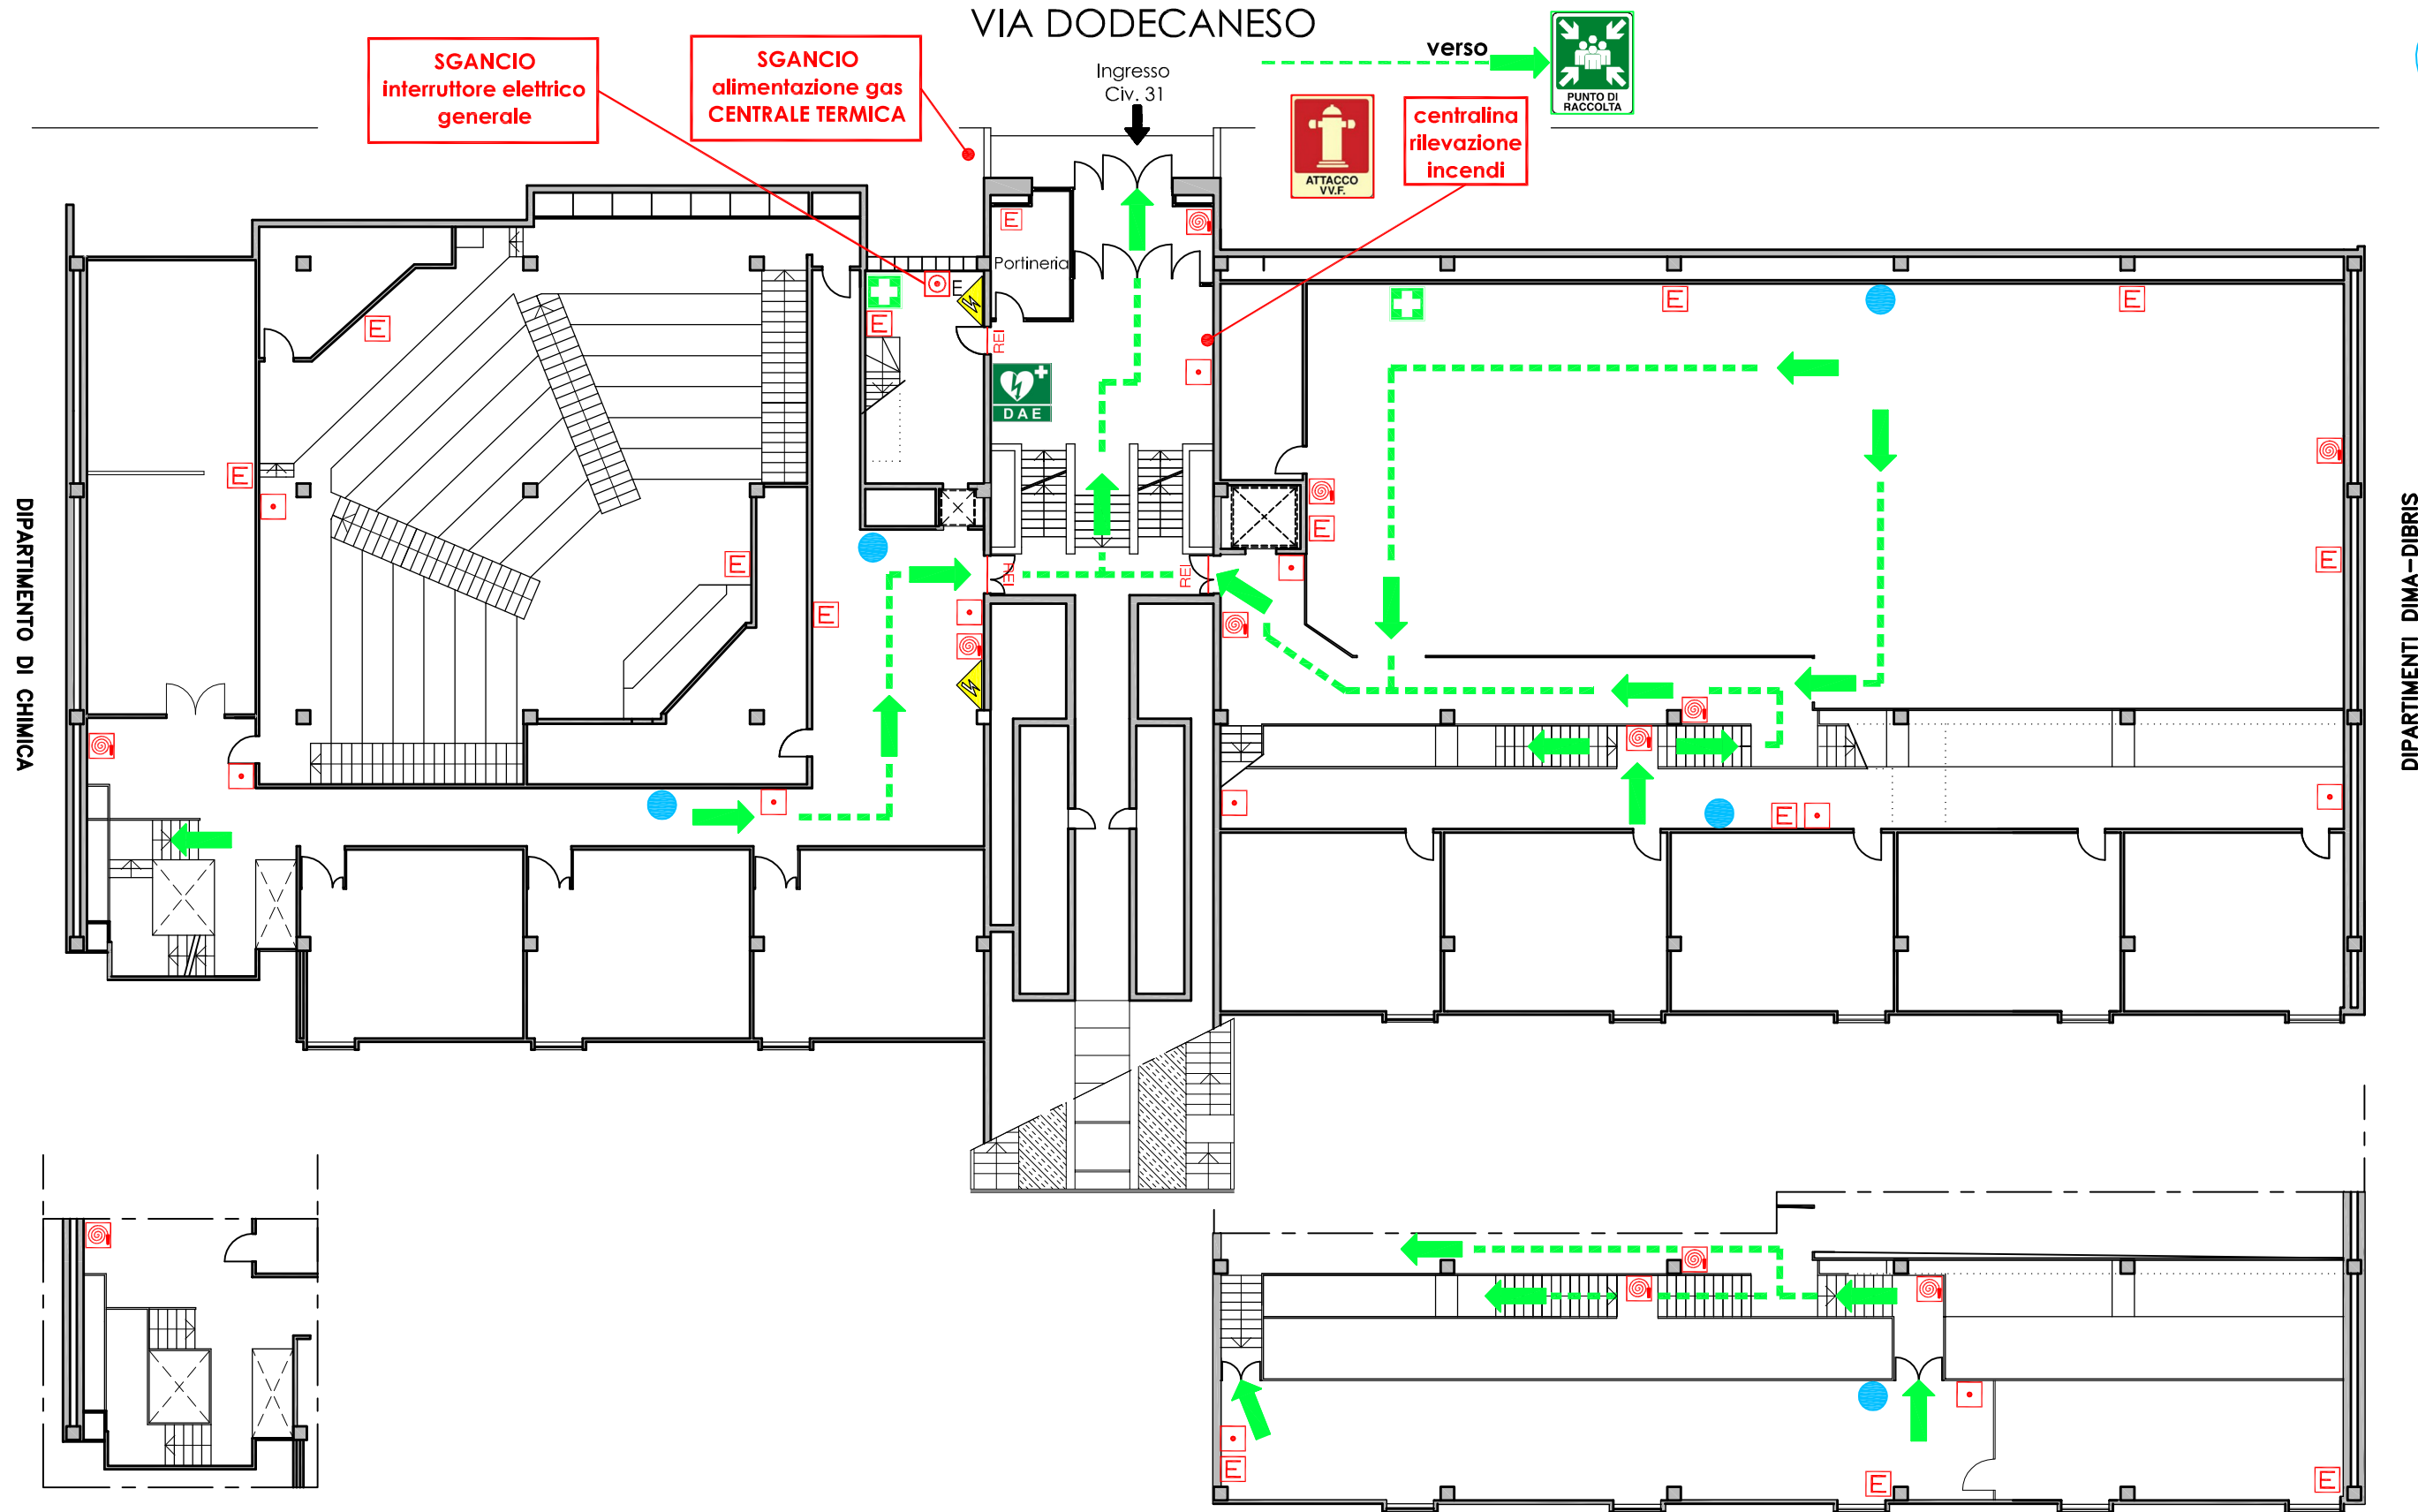 VIA DODECANESO
SGANCIO
interruttore elettrico
generale
SGANCIO
alimentazione gas
CENTRALE TERMICA
Ingresso
Civ. 31
verso
PUNTO DI
RACCOLTA
ATTACCO
VV.F.
centralina
rilevazione
incendi
E
Portineria
E
E
E
E
E
REI
DAE
E
E
E
E
E
E
REI
REI
E
DIPARTIMENTO DI CHIMICA
DIPARTIMENTI DIMA-DIBRIS
E
E
E
E